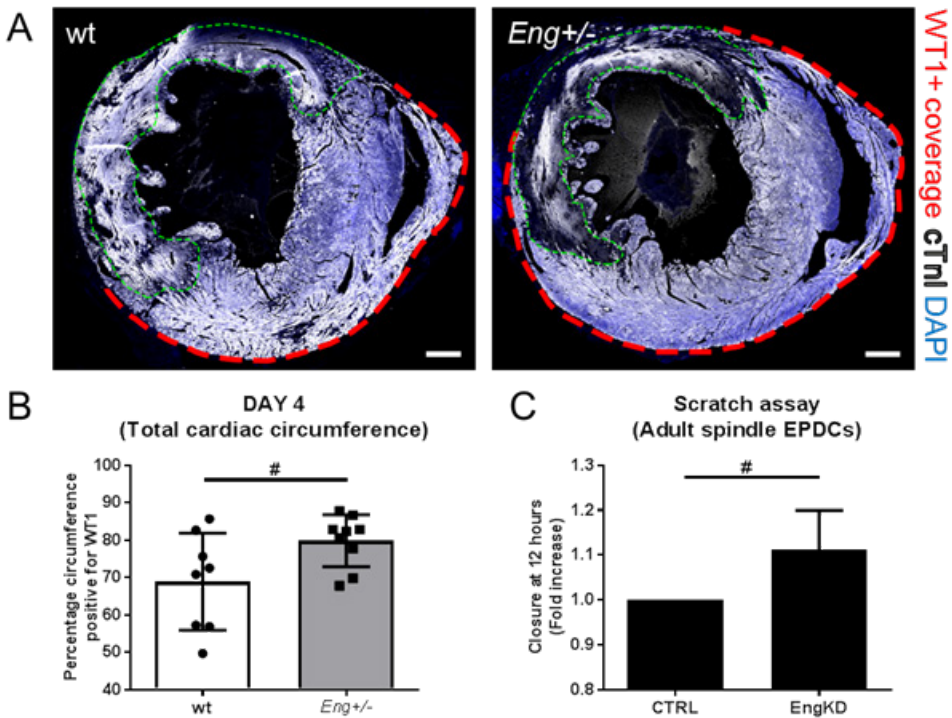 A
wt
Eng+/-
WT1+ coverage cTnI DAPI
B
DAY 4
(Total cardiac circumference)
Percentage circumference
positive for WT1
100
90
80
70
60
50
40
#
wt
Eng+/-
C
Scratch assay
(Adult spindle EPDCs)
Closure at 12 hours
(Fold increase)
1.3
1.2
1.1
1.0
0.9
0.8
#
CTRL
EngKD